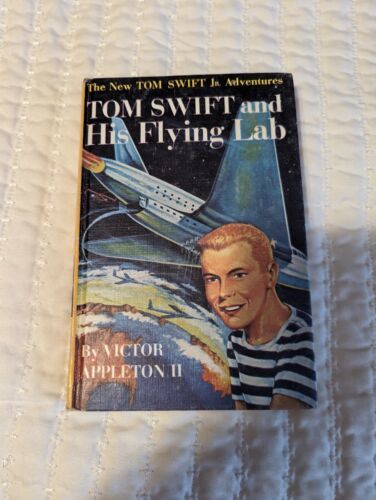 The New TOM SWIFT Jr. Adventures
TOM SWIFT and
His Flying Lab
By VICTOR
APPLETON II